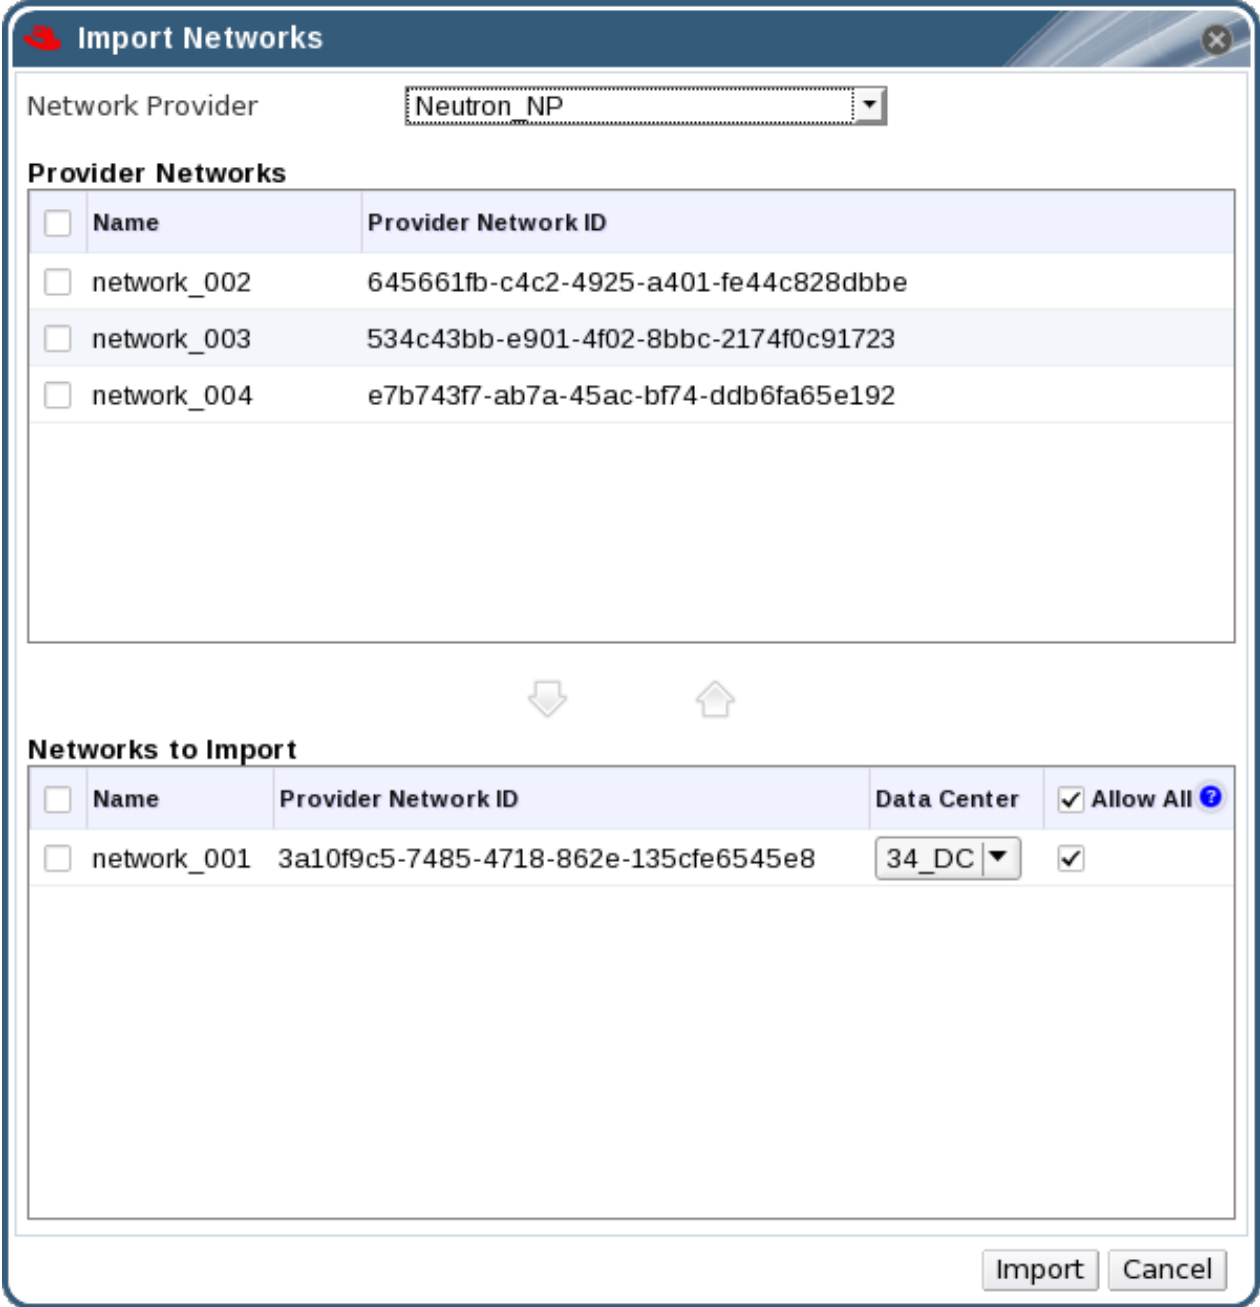 Import Networks
Network Provider Neutron_NP
Provider Networks
Name Provider Network ID
network_002 645661fb-c4c2-4925-a401-fe44c828dbbe
network_003 534c43bb-e901-4f02-8bbc-2174f0c91723
network_004 e7b743f7-ab7a-45ac-bf74-ddb6fa65e192
Networks to Import
Name Provider Network ID Data Center Allow All ?
network_001 3a10f9c5-7485-4718-862e-135cfe6545e8 34_DC
Import Cancel